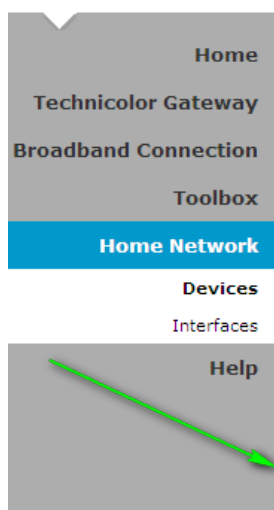 Home
Technicolor Gateway
Broadband Connection
Toolbox
Home Network
Devices
Interfaces
Help